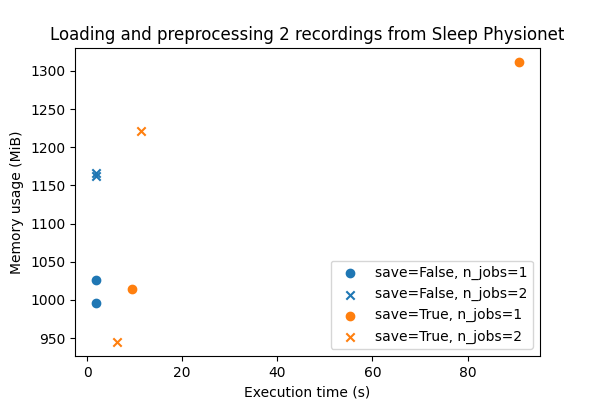 Loading and preprocessing 2 recordings from Sleep Physionet
Memory usage (MiB)
1300
1250
1200
1150
1100
1050
1000
950
0 20 40 60 80
Execution time (s)
save=False, n_jobs=1
save=False, n_jobs=2
save=True, n_jobs=1
save=True, n_jobs=2